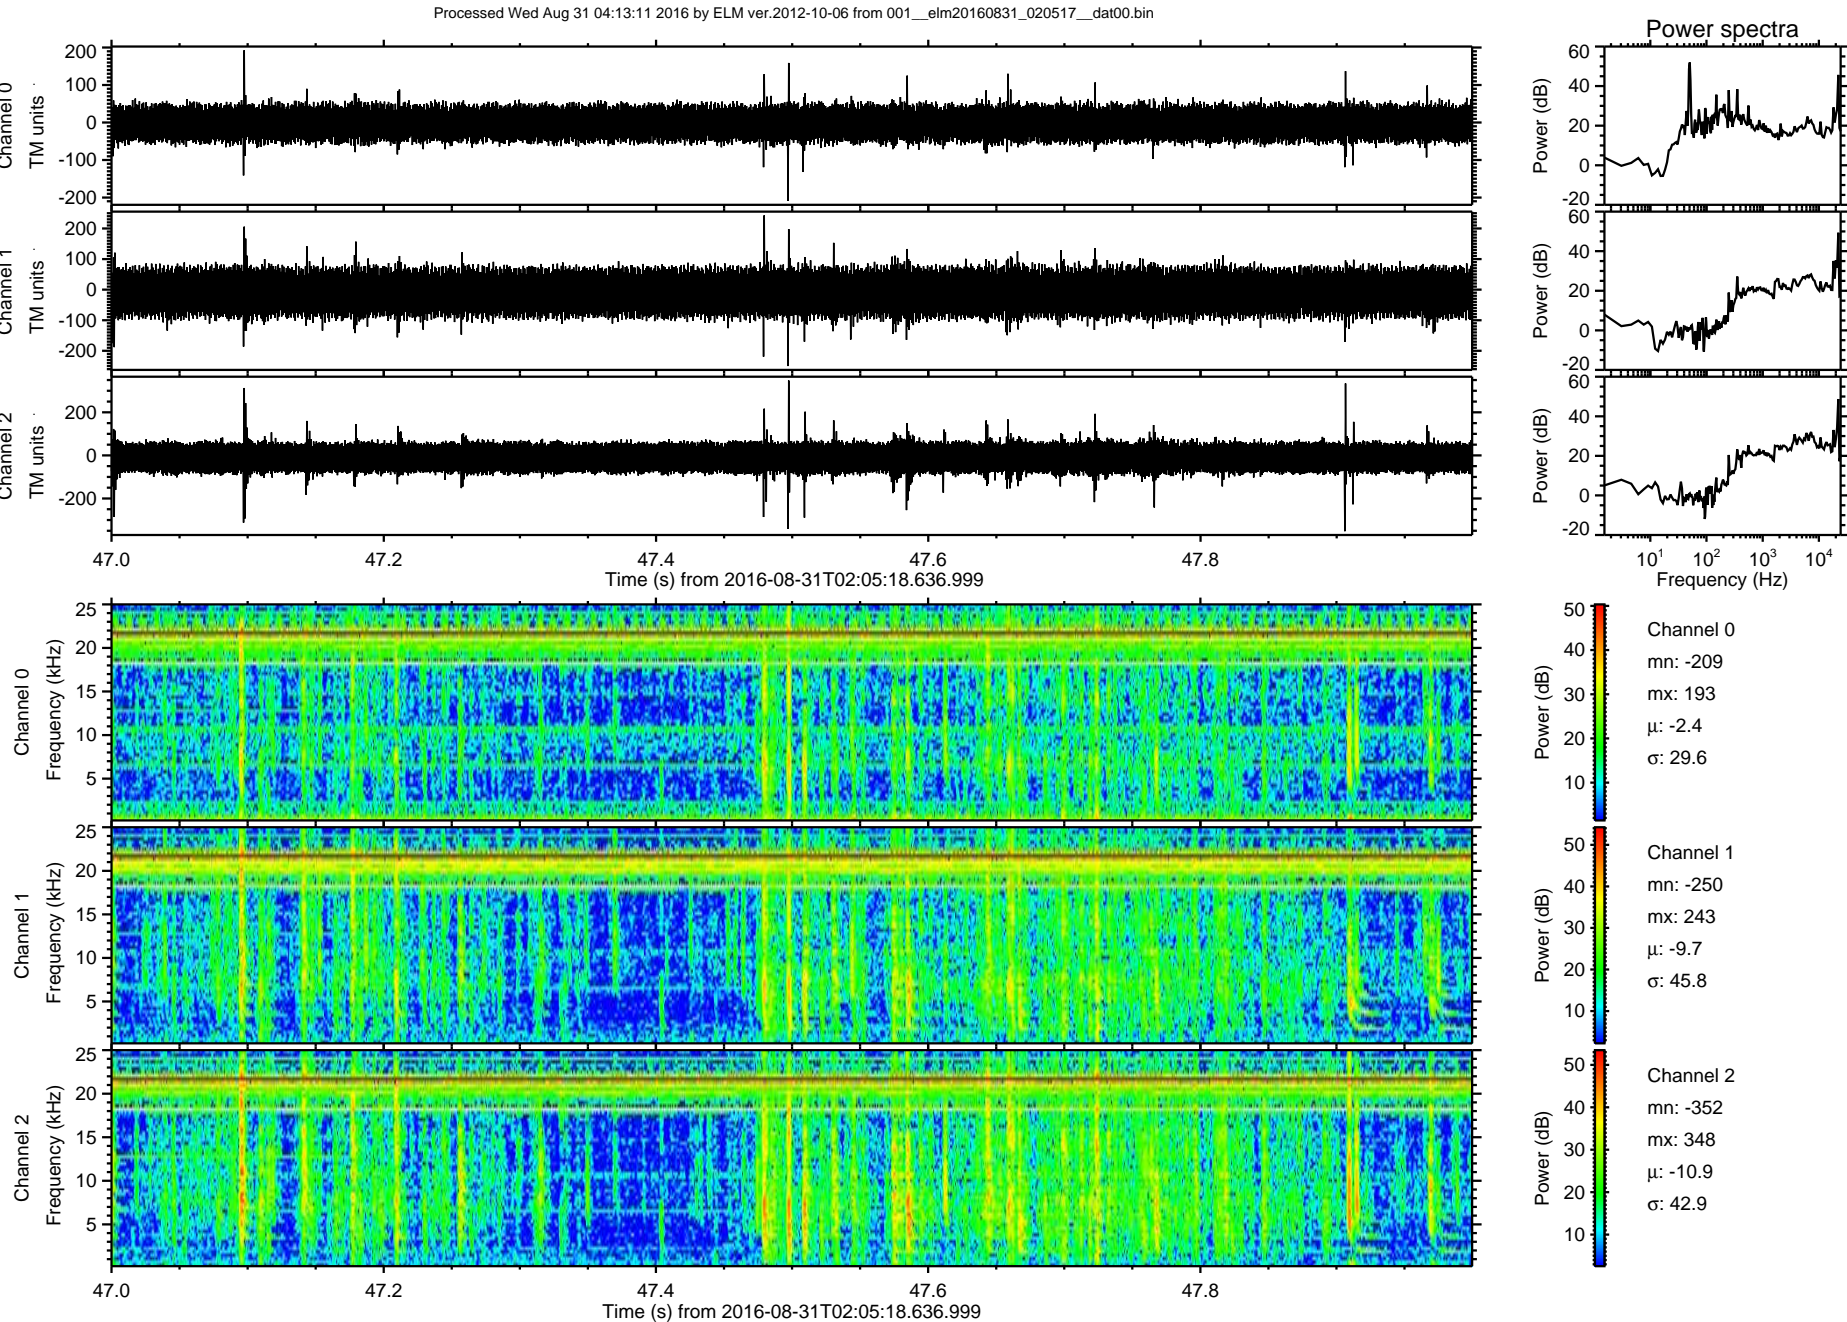 Processed Wed Aug 31 04:13:11 2016 by ELM ver.2012-10-06 from 001__elm20160831_020517__dat00.bin
Power spectra
Channel 0
TM units
200
100
0
-100
-200
Power (dB)
60
40
20
0
-20
Channel 1
TM units
200
100
0
-100
-200
Power (dB)
60
40
20
0
-20
Channel 2
TM units
200
0
-200
Power (dB)
60
40
20
0
-20
47.0 47.2 47.4 47.6 47.8
Time (s) from 2016-08-31T02:05:18.636.999
10¹ 10² 10³ 10⁴
Frequency (Hz)
Channel 0
Frequency (kHz)
25
20
15
10
5
Power (dB)
50
40
30
20
10
Channel 0
mn: -209
mx: 193
µ: -2.4
σ: 29.6
Channel 1
Frequency (kHz)
25
20
15
10
5
Power (dB)
50
40
30
20
10
Channel 1
mn: -250
mx: 243
µ: -9.7
σ: 45.8
Channel 2
Frequency (kHz)
25
20
15
10
5
Power (dB)
50
40
30
20
10
Channel 2
mn: -352
mx: 348
µ: -10.9
σ: 42.9
47.0 47.2 47.4 47.6 47.8
Time (s) from 2016-08-31T02:05:18.636.999